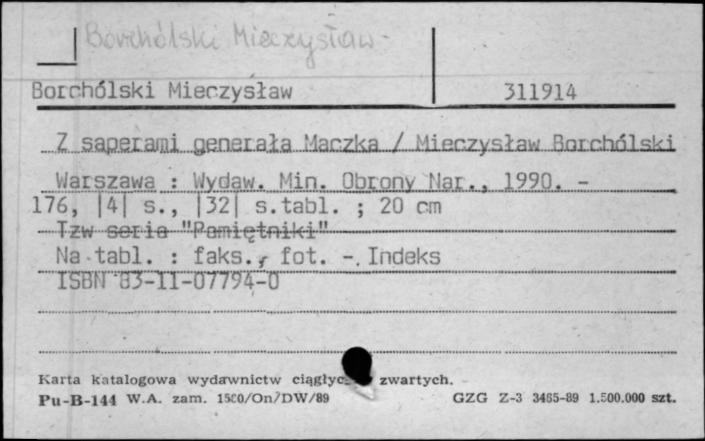 Borchólski Mieczysław
Borchólski Mieczysław 311914
Z saperami generała Maczka / Mieczysław Borchólski
Warszawa : Wydaw. Min. Obrony Nar., 1990. -
176, |4| s., |32| s.tabl. ; 20 cm
Tzw seria "Pamiętniki"
Na tabl. : faks., fot. -. Indeks
ISBN 83-11-07794-0
Karta katalogowa wydawnictw zwartych.
Pu-B-144 W.A. zam. 1580/On/DW/89 GZG Z-3 3465-89 1.500.000 szt.